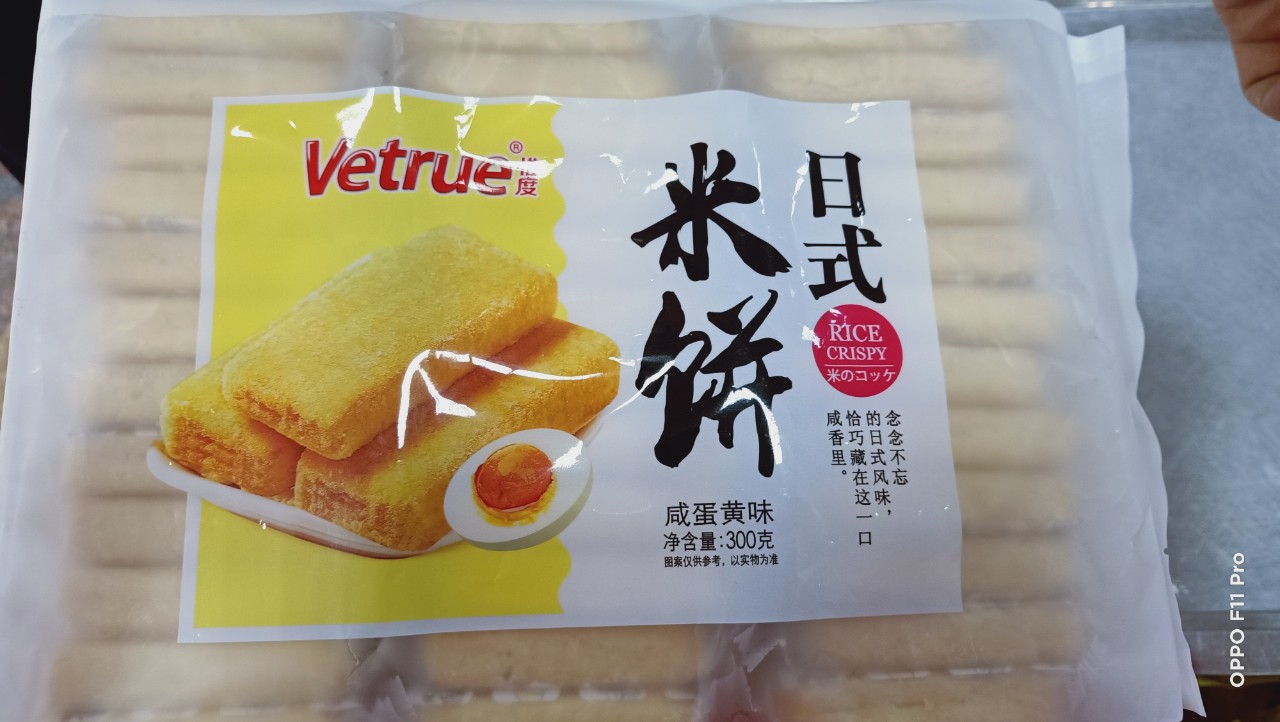 Vetrue®
维度
日式
米饼
RICE
CRISPY
米のコッケ
念念不忘
的日式风味，
恰巧藏在这一口
咸香里。
咸蛋黄味
净含量:300克
图案仅供参考，以实物为准
OPPO F11 Pro